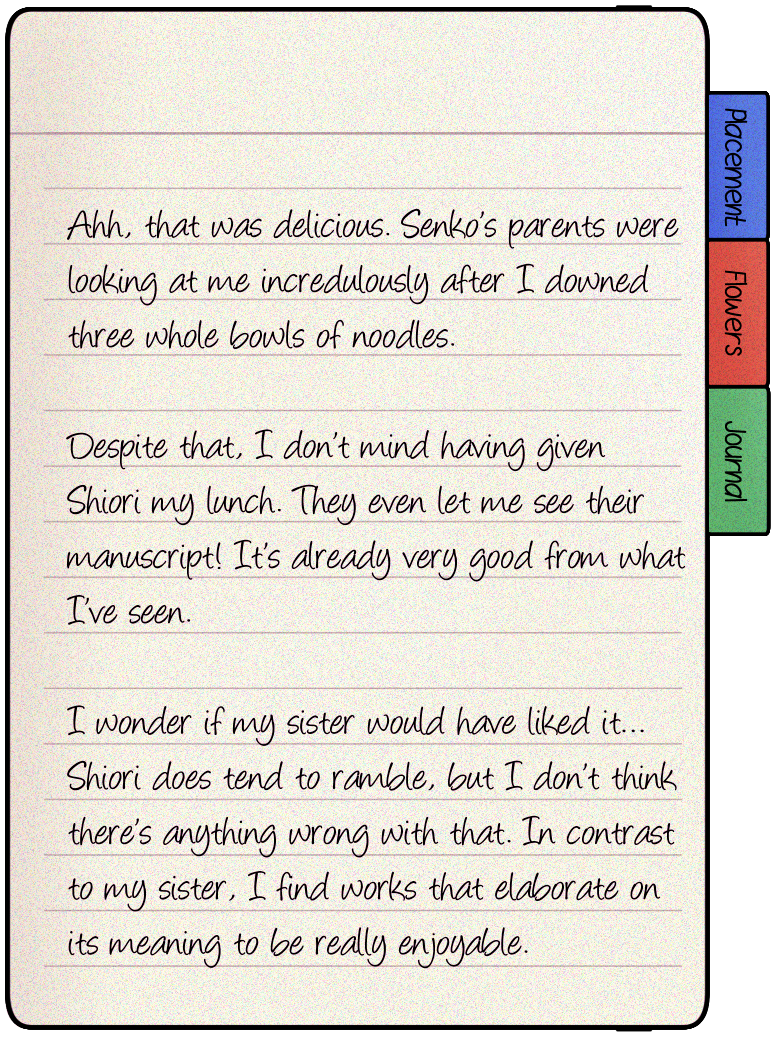 Ahh, that was delicious. Senko's parents were
looking at me incredulously after I downed
three whole bowls of noodles.
Despite that, I don't mind having given
Shiori my lunch. They even let me see their
manuscript! It's already very good from what
I've seen.
I wonder if my sister would have liked it...
Shiori does tend to ramble, but I don't think
there's anything wrong with that. In contrast
to my sister, I find works that elaborate on
its meaning to be really enjoyable.
Placement
Flowers
Journal